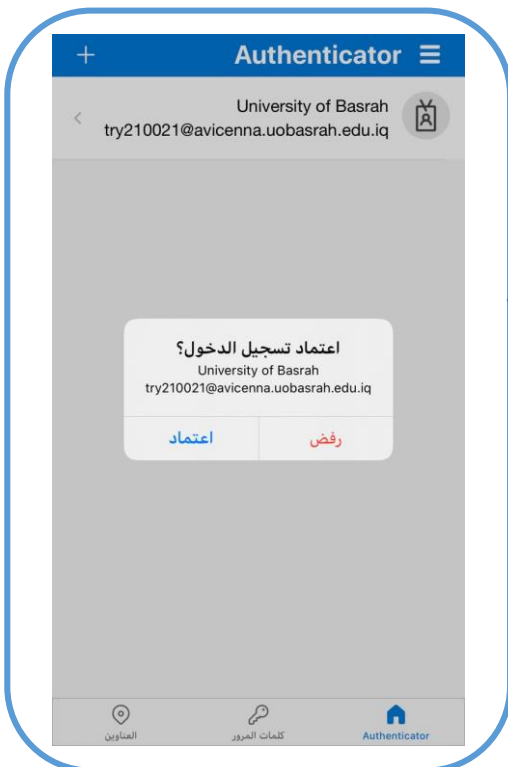 Authenticator
University of Basrah
try210021@avicenna.uobasrah.edu.iq
اعتماد تسجيل الدخول؟
University of Basrah
try210021@avicenna.uobasrah.edu.iq
رفض
اعتماد
Authenticator
كلمات المرور
العناوين